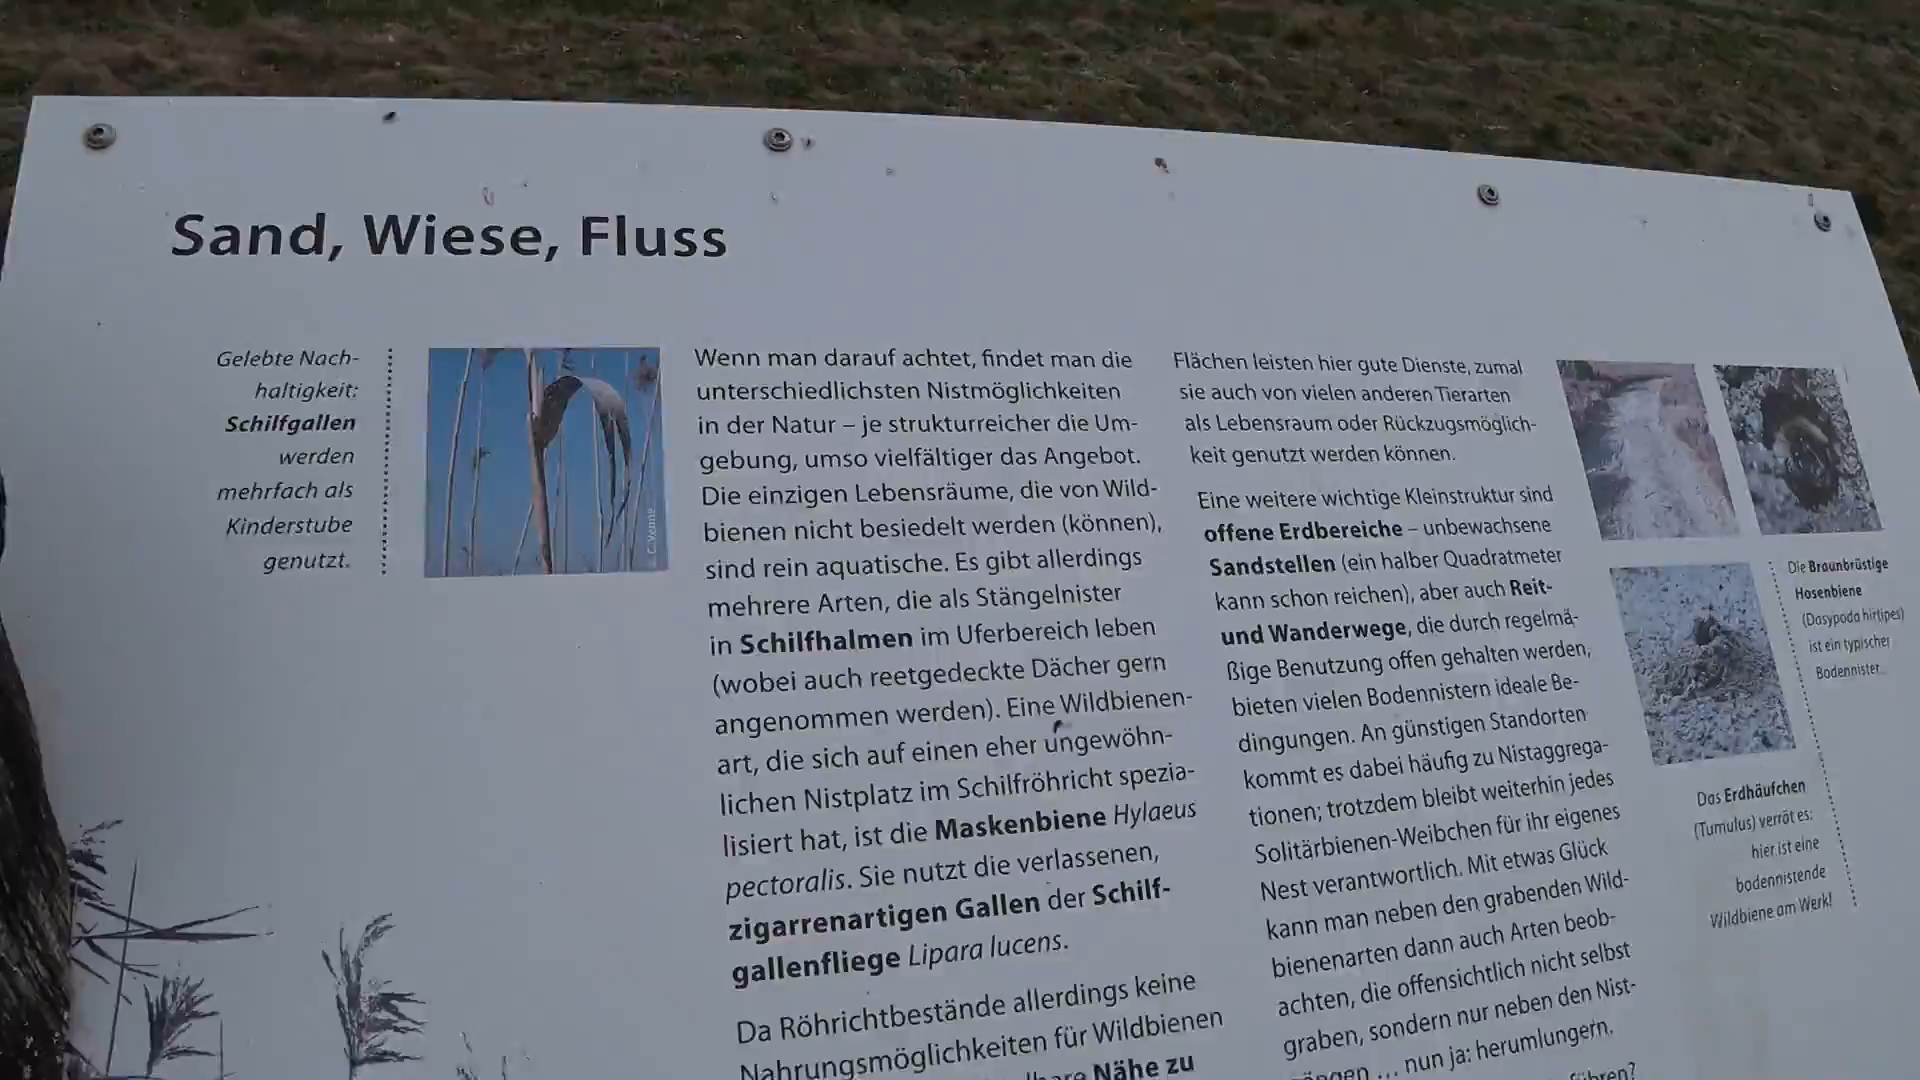 Sand, Wiese, Fluss
Gelebte Nach-
haltigkeit:
Schilfgallen
werden
mehrfach als
Kinderstube
genutzt.
C. Venne
Wenn man darauf achtet, findet man die
unterschiedlichsten Nistmöglichkeiten
in der Natur – je strukturreicher die Um-
gebung, umso vielfältiger das Angebot.
Die einzigen Lebensräume, die von Wild-
bienen nicht besiedelt werden (können),
sind rein aquatische. Es gibt allerdings
mehrere Arten, die als Stängelnister
in Schilfhalmen im Uferbereich leben
(wobei auch reetgedeckte Dächer gern
angenommen werden). Eine Wildbienen-
art, die sich auf einen eher ungewöhn-
lichen Nistplatz im Schilfröhricht spezia-
lisiert hat, ist die Maskenbiene Hylaeus
pectoralis. Sie nutzt die verlassenen,
zigarrenartigen Gallen der Schilf-
gallenfliege Lipara lucens.
Da Röhrichtbestände allerdings keine
Nahrungsmöglichkeiten für Wildbienen
Nähe zu
Flächen leisten hier gute Dienste, zumal
sie auch von vielen anderen Tierarten
als Lebensraum oder Rückzugsmöglich-
keit genutzt werden können.
Eine weitere wichtige Kleinstruktur sind
offene Erdbereiche – unbewachsene
Sandstellen (ein halber Quadratmeter
kann schon reichen), aber auch Reit-
und Wanderwege, die durch regelmä-
ßige Benutzung offen gehalten werden,
bieten vielen Bodennistern ideale Be-
dingungen. An günstigen Standorten
kommt es dabei häufig zu Nistaggrega-
tionen; trotzdem bleibt weiterhin jedes
Solitärbienen-Weibchen für ihr eigenes
Nest verantwortlich. Mit etwas Glück
kann man neben den grabenden Wild-
bienenarten dann auch Arten beob-
achten, die offensichtlich nicht selbst
graben, sondern nur neben den Nist-
... nun ja: herumlungern.
Die Braunbrüstige
Hosenbiene
(Dasypoda hirtipes)
ist ein typischer
Bodennister.
Das Erdhäufchen
(Tumulus) verrät es:
hier ist eine
bodennistende
Wildbiene am Werk!